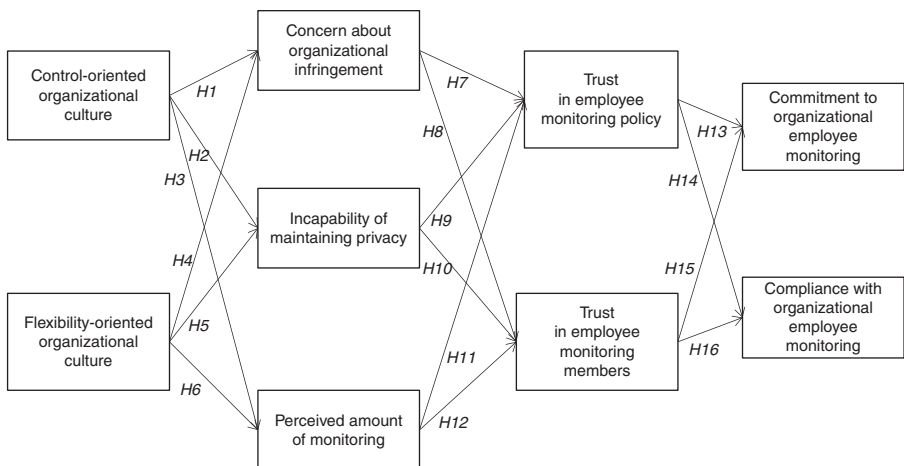 Control-oriented
organizational
culture
Flexibility-oriented
organizational
culture
H1
H2
H3
H4
H5
H6
Concern about
organizational
infringement
Incapability of
maintaining privacy
Perceived amount
of monitoring
H7
H8
H9
H10
H11
H12
Trust
in employee
monitoring policy
Trust
in employee
monitoring
members
H13
H14
H15
H16
Commitment to
organizational
employee
monitoring
Compliance with
organizational
employee
monitoring